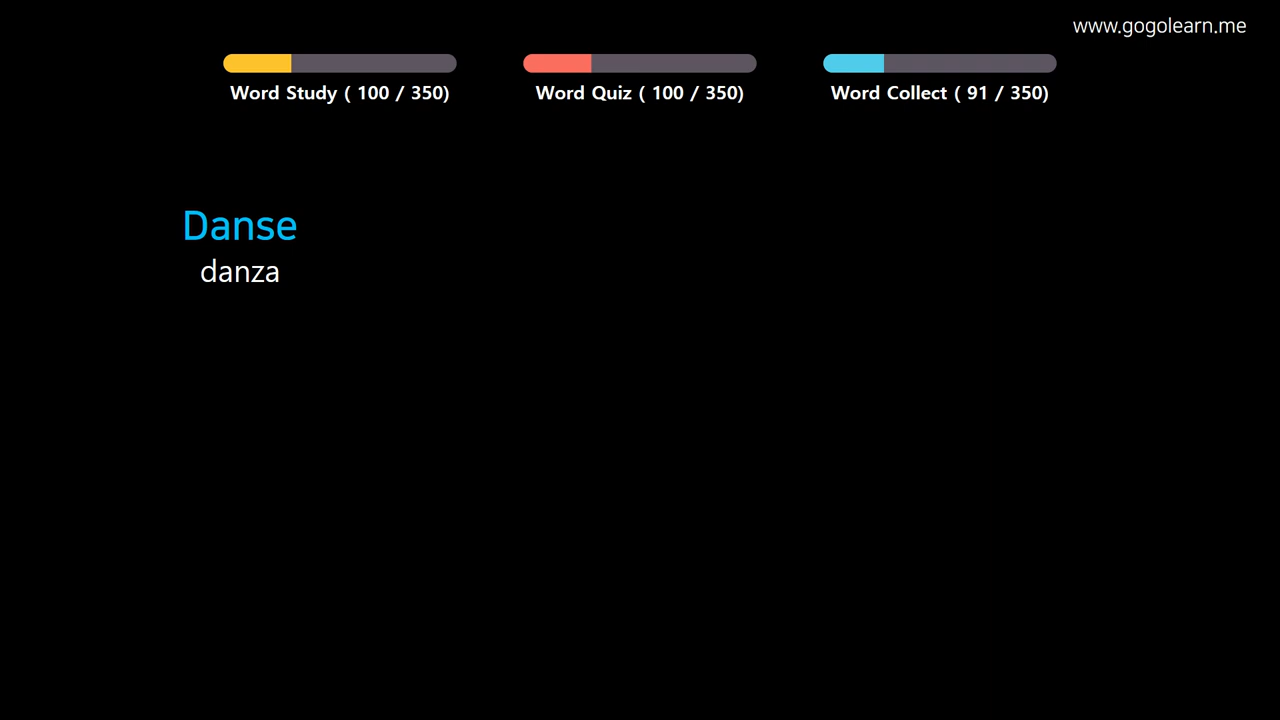 www.gogolearn.me
Word Study ( 100 / 350)
Word Quiz ( 100 / 350)
Word Collect ( 91 / 350)
Danse
danza